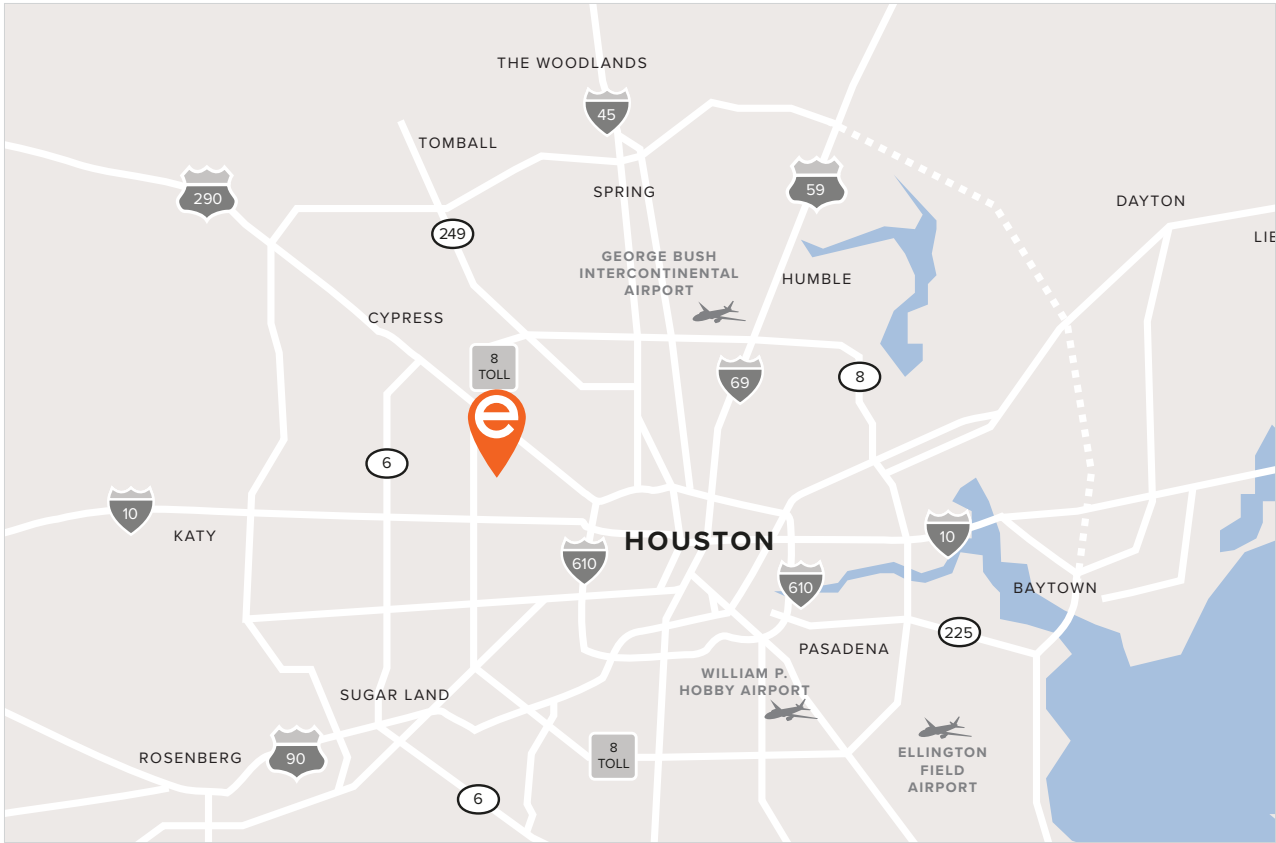 THE WOODLANDS
45
TOMBALL
59
SPRING
290
DAYTON
249
LIE
GEORGE BUSH
INTERCONTINENTAL
AIRPORT
HUMBLE
CYPRESS
8
TOLL
8
69
e
6
10
KATY
HOUSTON
10
610
610
BAYTOWN
225
PASADENA
WILLIAM P.
HOBBY AIRPORT
SUGAR LAND
ROSENBERG
90
8
TOLL
ELLINGTON
FIELD
AIRPORT
6